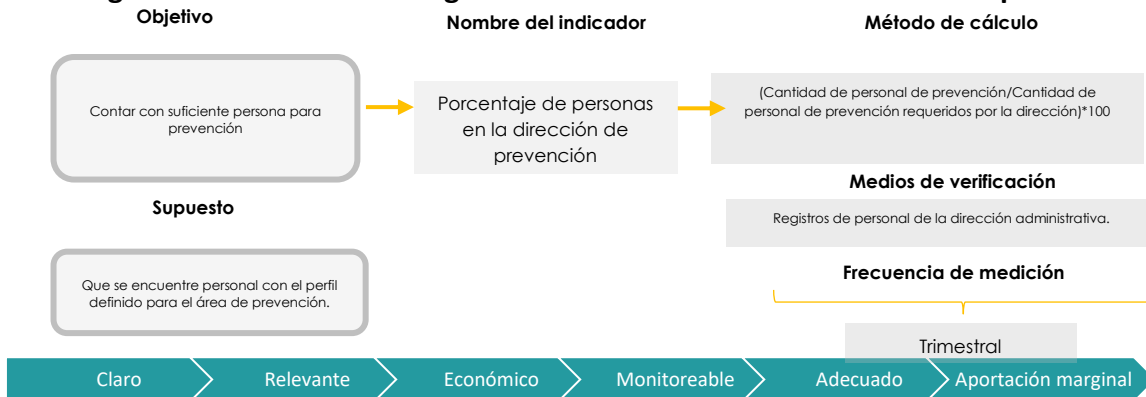 Objetivo
Nombre del indicador
Método de cálculo
Contar con suficiente persona para
prevención
Porcentaje de personas
en la dirección de
prevención
(Cantidad de personal de prevención/Cantidad de
personal de prevención requeridos por la dirección)*100
Medios de verificación
Registros de personal de la dirección administrativa.
Supuesto
Que se encuentre personal con el perfil
definido para el área de prevención.
Frecuencia de medición
Trimestral
Claro
Relevante
Económico
Monitoreable
Adecuado
Aportación marginal